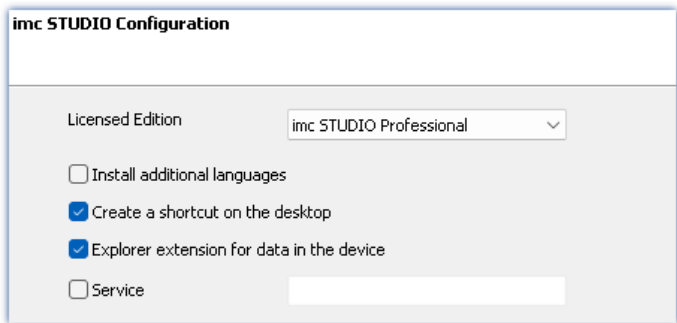 imc STUDIO Configuration
Licensed Edition
imc STUDIO Professional
Install additional languages
Create a shortcut on the desktop
Explorer extension for data in the device
Service